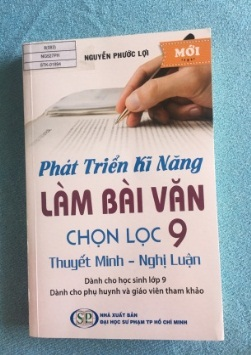 NGUYỄN PHƯỚC LỢI
MỚI
Phát Triển Kĩ Năng
LÀM BÀI VĂN
CHỌN LỌC 9
Thuyết Minh - Nghị Luận
Dành cho học sinh lớp 9
Dành cho phụ huynh và giáo viên tham khảo
SP
NHÀ XUẤT BẢN
ĐẠI HỌC SƯ PHẠM TP HỒ CHÍ MINH